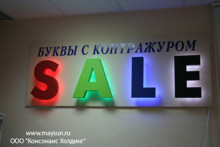 БУКВЫ С КОНТРАЖУРОМ
SALE
www.maysun.ru
ООО "Консонанс Холдинг"